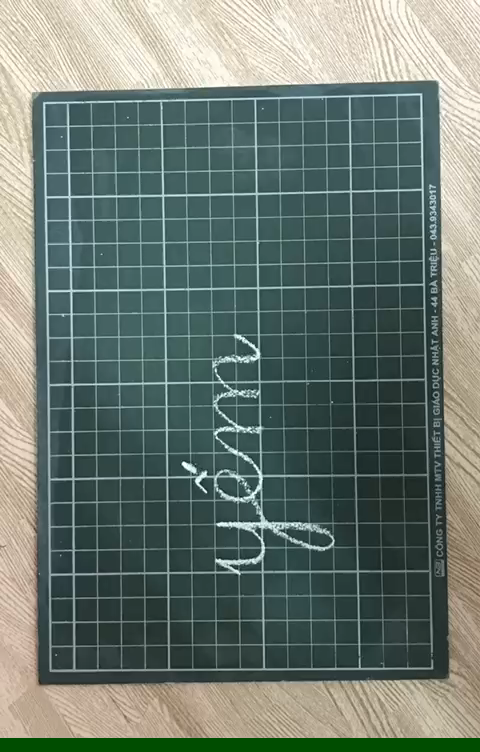 yếm
CÔNG TY TNHH MTV THIẾT BỊ GIÁO DỤC NHẬT ANH - 44 BÀ TRIỆU - 043.9343017